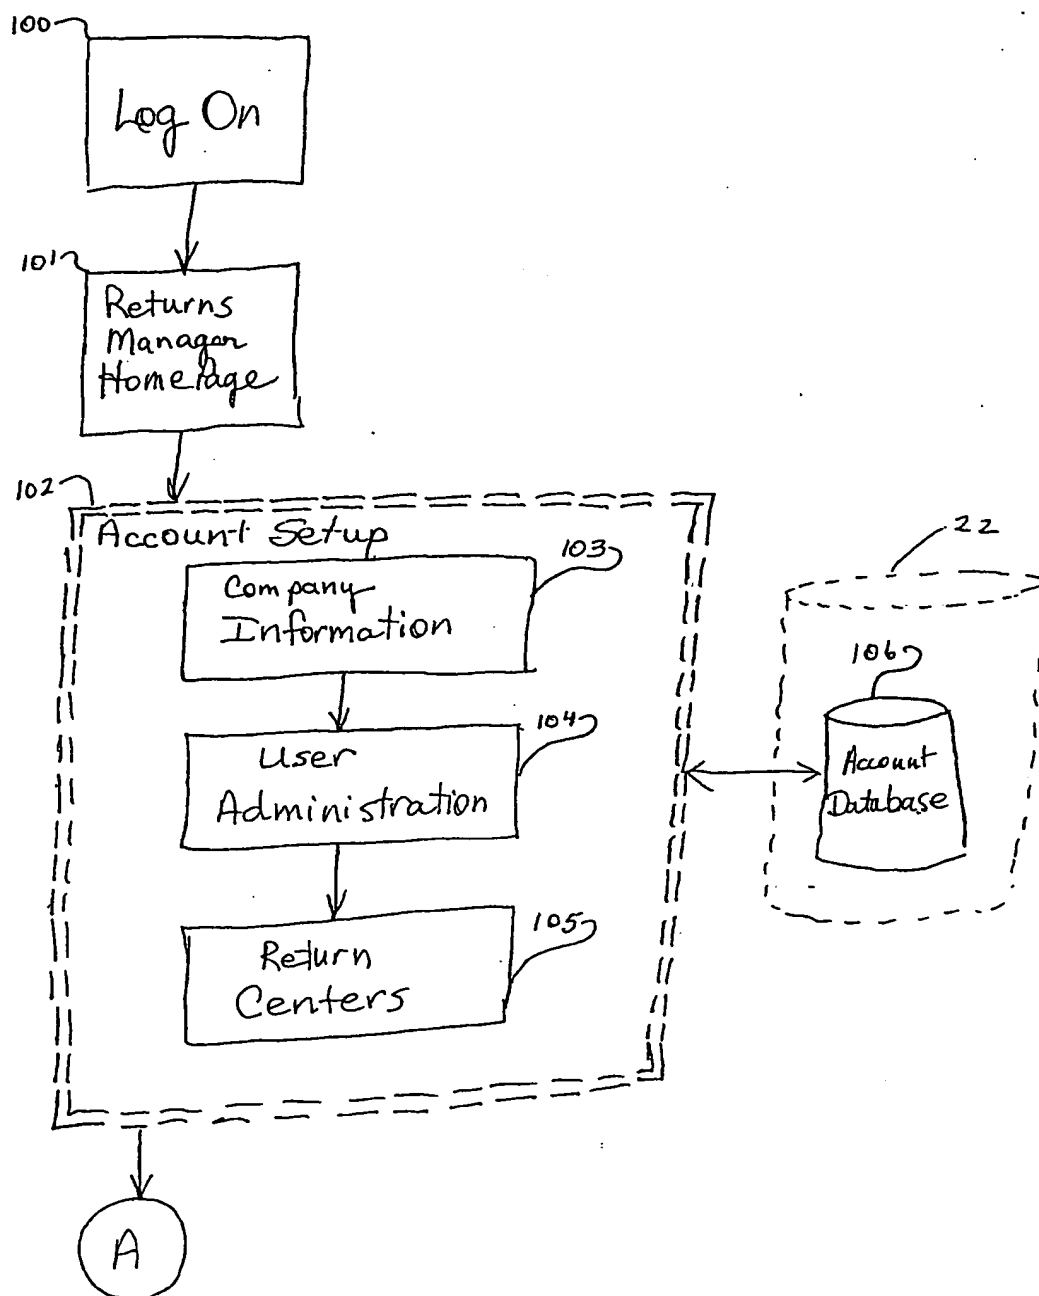 100
Log On
101
Returns
Manager
HomePage
102
Account Setup
103
Company
Information
22
106
104
User
Administration
Account
Database
105
Return
Centers
A